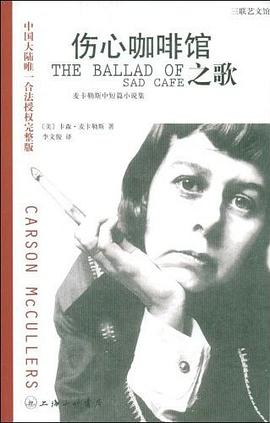 三联艺文馆
中国大陆唯一合法授权完整版
伤心咖啡馆
THE BALLAD OF
SAD CAFE
之歌
麦卡勒斯中短篇小说集
〔美〕卡森·麦卡勒斯 著
李文俊 译
CARSON McCULLERS
上海三联书店